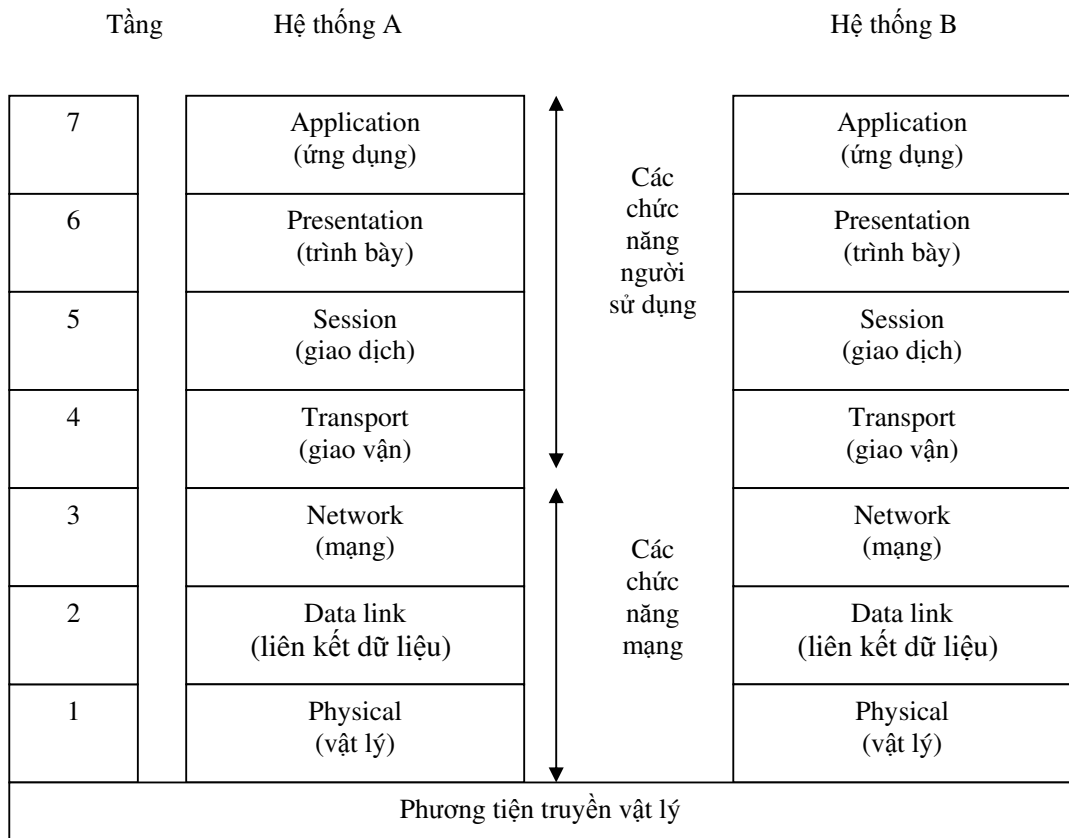 Tầng Hệ thống A Hệ thống B
7
Application
(ứng dụng)
6
Presentation
(trình bày)
5
Session
(giao dịch)
4
Transport
(giao vận)
3
Network
(mạng)
2
Data link
(liên kết dữ liệu)
1
Physical
(vật lý)
Các
chức
năng
người
sử dụng
Các
chức
năng
mạng
Application
(ứng dụng)
Presentation
(trình bày)
Session
(giao dịch)
Transport
(giao vận)
Network
(mạng)
Data link
(liên kết dữ liệu)
Physical
(vật lý)
Phương tiện truyền vật lý